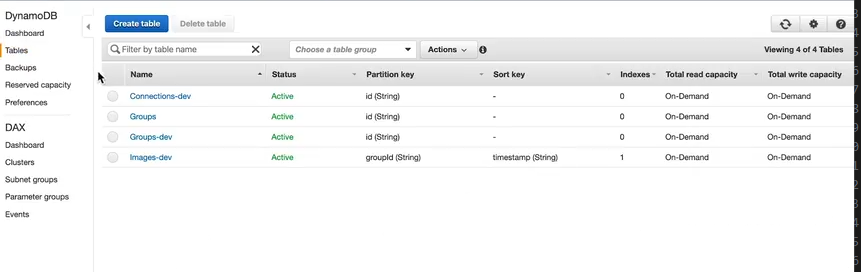 DynamoDB
Dashboard
Tables
Backups
Reserved capacity
Preferences
DAX
Dashboard
Clusters
Subnet groups
Parameter groups
Events
Create table Delete table
Filter by table name Choose a table group Actions Viewing 4 of 4 Tables
Name Status Partition key Sort key Indexes Total read capacity Total write capacity
Connections-dev Active id (String) - 0 On-Demand On-Demand
Groups Active id (String) - 0 On-Demand On-Demand
Groups-dev Active id (String) - 0 On-Demand On-Demand
Images-dev Active groupId (String) timestamp (String) 1 On-Demand On-Demand